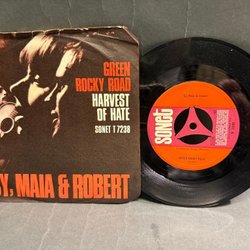 GREEN
ROCKY ROAD
HARVEST
OF HATE
SONET T 7238
Y, MAIA & ROBERT
SONET